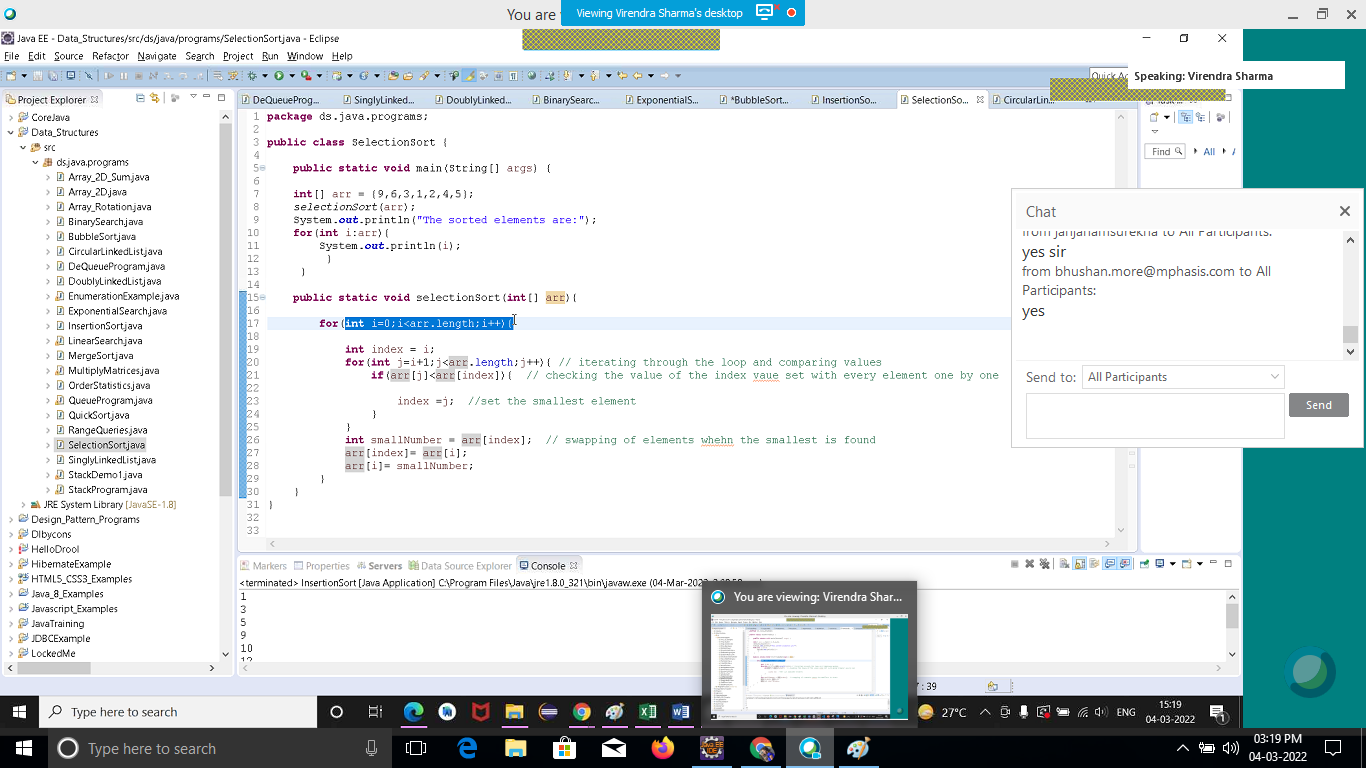 You are
Viewing Virendra Sharma's desktop
Java EE - Data_Structures/src/ds/java/programs/SelectionSort.java - Eclipse
File Edit Source Refactor Navigate Search Project Run Window Help
Speaking: Virendra Sharma
Project Explorer
CoreJava
Data_Structures
src
ds.java.programs
Array_2D_Sum.java
Array_2D.java
Array_Rotation.java
BinarySearch.java
BubbleSort.java
CircularLinkedList.java
DeQueueProgram.java
DoublyLinkedList.java
EnumerationExample.java
ExponentialSearch.java
InsertionSort.java
LinearSearch.java
MergeSort.java
MultiplyMatrices.java
OrderStatistics.java
QueueProgram.java
QuickSort.java
RangeQueries.java
SelectionSort.java
SinglyLinkedList.java
StackDemo1.java
StackProgram.java
JRE System Library [JavaSE-1.8]
Design_Pattern_Programs
Dlbycons
HelloDrool
HibernateExample
HTML5_CSS3_Examples
Java_8_Examples
Javascript_Examples
JavaTraining
JDBCExample
LockedMe
DeQueueProg... SinglyLinked... DoublyLinked... BinarySearc... ExponentialS... *BubbleSort... InsertionSo... SelectionSo... CircularLin...
1 package ds.java.programs;
2
3 public class SelectionSort {
4
5 public static void main(String[] args) {
6
7 int[] arr = {9,6,3,1,2,4,5};
8 selectionSort(arr);
9 System.out.println("The sorted elements are:");
10 for(int i:arr){
11 System.out.println(i);
12 }
13 }
14
15 public static void selectionSort(int[] arr){
16
17 for(int i=0;i<arr.length;i++){
18
19 int index = i;
20 for(int j=i+1;j<arr.length;j++){ // iterating through the loop and comparing values
21 if(arr[j]<arr[index]){ // checking the value of the index vaue set with every element one by one
22
23 index =j; //set the smallest element
24 }
25 }
26 int smallNumber = arr[index]; // swapping of elements whehn the smallest is found
27 arr[index]= arr[i];
28 arr[i]= smallNumber;
29 }
30 }
31 }
32
33
Find All
Chat
yes sir
from bhushan.more@mphasis.com to All
Participants:
yes
Send to: All Participants
Send
Markers Properties Servers Data Source Explorer Console
<terminated> InsertionSort [Java Application] C:\Program Files\Java\jre1.8.0_321\bin\javaw.exe
1
3
5
9
10
You are viewing: Virendra Shar...
: 39
Type here to search
27°C ENG 15:19
04-03-2022
1
Type here to search
03:19 PM
04-03-2022